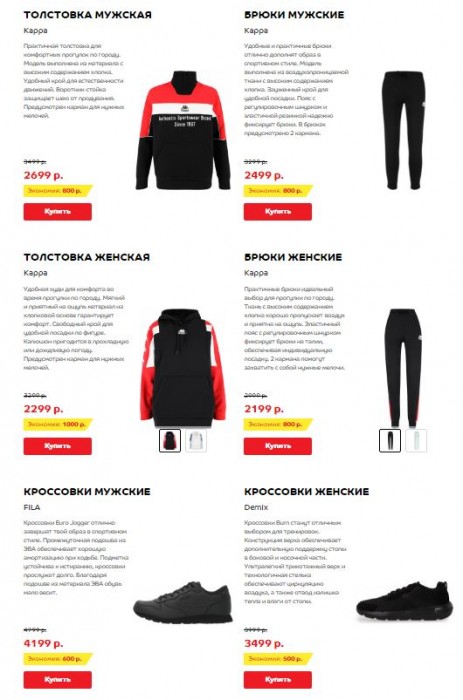 ТОЛСТОВКА МУЖСКАЯ
Kappa
Практичная толстовка для
комфортных прогулок по городу.
Модель выполнена из материала с
высоким содержанием хлопка.
Удобный крой для естественности
движений. Воротник-стойка
защищает шею от продувания.
Предусмотрен карман для нужных
мелочей.
Authentic Sportswear Brand
Since 1967
3499 р.
2699 р.
Экономия: 800 р.
Купить
БРЮКИ МУЖСКИЕ
Kappa
Удобные и практичные брюки
отлично дополнят образ в
спортивном стиле. Модель
выполнена из воздухопроницаемой
ткани с высоким содержанием
хлопка. Зауженный крой для
удобной посадки. Пояс с
регулировочным шнурком и
эластичной резинкой надежно
фиксирует брюки. В брюках
предусмотрено 2 кармана.
3299 р.
2499 р.
Экономия: 800 р.
Купить
ТОЛСТОВКА ЖЕНСКАЯ
Kappa
Удобная худи для комфорта во
время прогулки по городу. Мягкий
и приятный на ощупь материал на
хлопковой основе гарантирует
комфорт. Свободный крой для
удобной посадки по фигуре.
Капюшон пригодится в прохладную
или дождливую погоду.
Предусмотрен карман для нужных
мелочей.
3299 р.
2299 р.
Экономия: 1000 р.
Купить
БРЮКИ ЖЕНСКИЕ
Kappa
Практичные брюки идеальный
выбор для прогулки по городу.
Ткань с высоким содержанием
хлопка хорошо пропускает воздух
и приятна на ощупь. Эластичный
пояс с регулировочным шнурком
фиксирует брюки на талии,
обеспечивая индивидуальную
посадку. 2 кармана помогут
захватить с собой нужные мелочи.
2999 р.
2199 р.
Экономия: 800 р.
Купить
КРОССОВКИ МУЖСКИЕ
FILA
Кроссовки Euro Jogger отлично
завершат твой образ в спортивном
стиле. Промежуточная подошва из
ЭВА обеспечивает хорошую
амортизацию при ходьбе. Подметка
устойчива к истиранию, кроссовки
прослужат долго. Благодаря
подошве из материала ЭВА обувь
мало весит.
4799 р.
4199 р.
Экономия: 600 р.
КРОССОВКИ ЖЕНСКИЕ
Demix
Кроссовки Burn станут отличным
выбором для тренировок.
Конструкция верха обеспечивает
дополнительную поддержку стопы
в боковой и носочной части.
Ультралегкий трикотажный верх и
технологичная стелька
обеспечивают циркуляцию
воздуха, а также отвод излишка
тепла и влаги от стопы.
3999 р.
3499 р.
Экономия: 500 р.